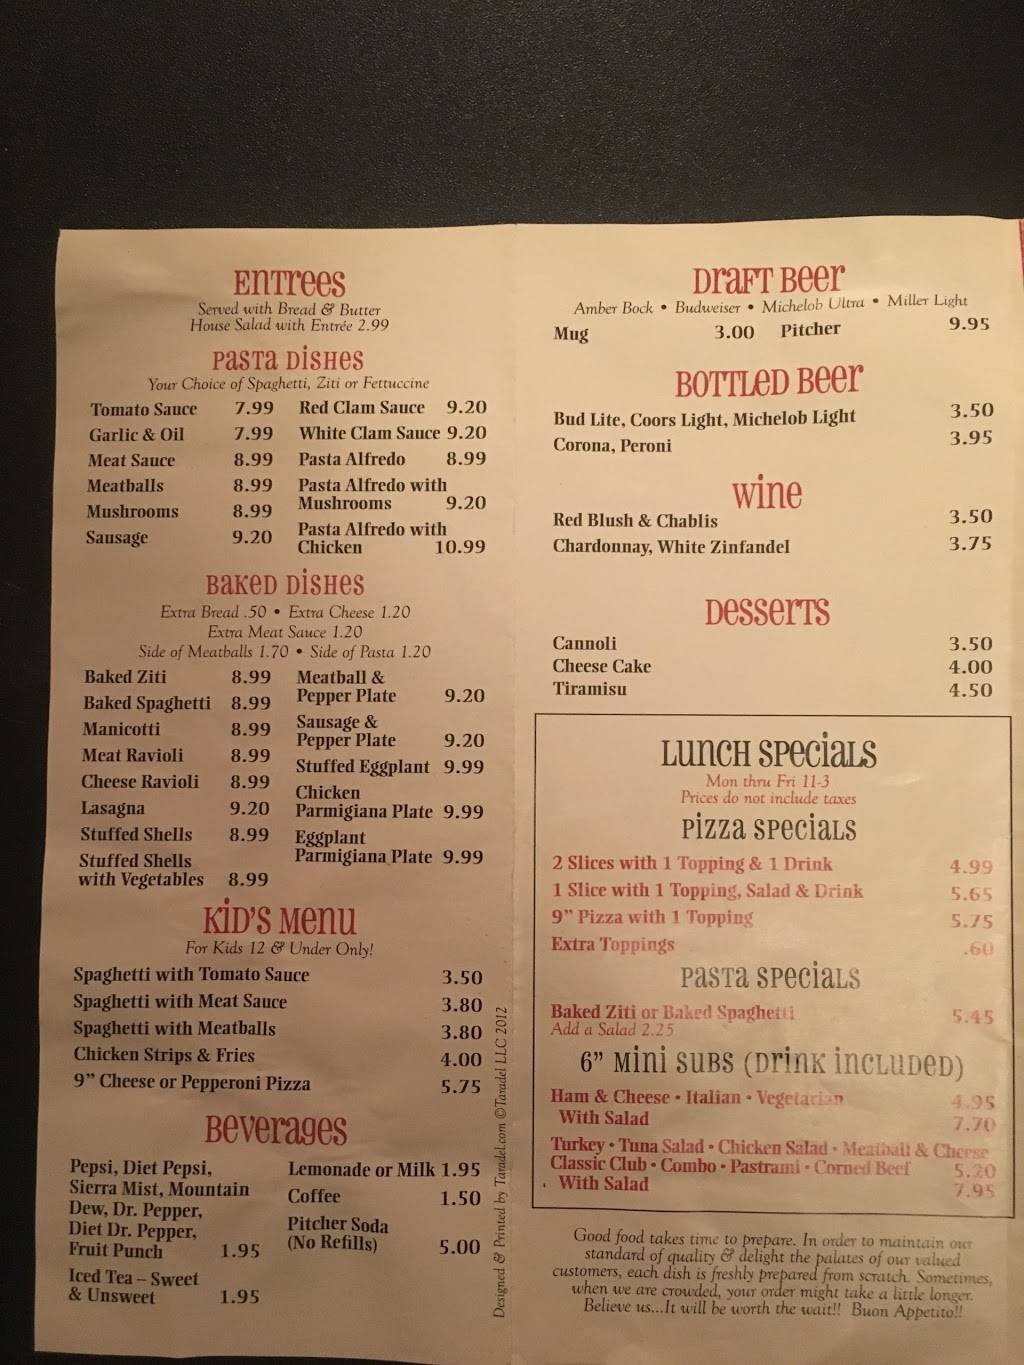 Entrees
Served with Bread & Butter
House Salad with Entrée 2.99
Pasta Dishes
Your Choice of Spaghetti, Ziti or Fettuccine
Tomato Sauce 7.99
Garlic & Oil 7.99
Meat Sauce 8.99
Meatballs 8.99
Mushrooms 8.99
Sausage 9.20
Red Clam Sauce 9.20
White Clam Sauce 9.20
Pasta Alfredo 8.99
Pasta Alfredo with
Mushrooms 9.20
Pasta Alfredo with
Chicken 10.99
Baked Dishes
Extra Bread .50 • Extra Cheese 1.20
Extra Meat Sauce 1.20
Side of Meatballs 1.70 • Side of Pasta 1.20
Baked Ziti 8.99
Baked Spaghetti 8.99
Manicotti 8.99
Meat Ravioli 8.99
Cheese Ravioli 8.99
Lasagna 9.20
Stuffed Shells 8.99
Stuffed Shells
with Vegetables 8.99
Meatball &
Pepper Plate 9.20
Sausage &
Pepper Plate 9.20
Stuffed Eggplant 9.99
Chicken
Parmigiana Plate 9.99
Eggplant
Parmigiana Plate 9.99
Kid's Menu
For Kids 12 & Under Only!
Spaghetti with Tomato Sauce 3.50
Spaghetti with Meat Sauce 3.80
Spaghetti with Meatballs 3.80
Chicken Strips & Fries 4.00
9" Cheese or Pepperoni Pizza 5.75
Beverages
Pepsi, Diet Pepsi,
Sierra Mist, Mountain
Dew, Dr. Pepper,
Diet Dr. Pepper,
Fruit Punch 1.95
Iced Tea – Sweet
& Unsweet 1.95
Lemonade or Milk 1.95
Coffee 1.50
Pitcher Soda
(No Refills) 5.00
Designed & Printed by Taradel.com ©Taradel LLC 2012
Draft Beer
Amber Bock • Budweiser • Michelob Ultra • Miller Light
Mug 3.00 Pitcher 9.95
Bottled Beer
Bud Lite, Coors Light, Michelob Light 3.50
Corona, Peroni 3.95
Wine
Red Blush & Chablis 3.50
Chardonnay, White Zinfandel 3.75
Desserts
Cannoli 3.50
Cheese Cake 4.00
Tiramisu 4.50
Lunch Specials
Mon thru Fri 11-3
Prices do not include taxes
Pizza Specials
2 Slices with 1 Topping & 1 Drink 4.99
1 Slice with 1 Topping, Salad & Drink 5.65
9" Pizza with 1 Topping 5.75
Extra Toppings .60
Pasta Specials
Baked Ziti or Baked Spaghetti 5.45
Add a Salad 2.25
6" Mini Subs (Drink included)
Ham & Cheese • Italian • Vegetarian 4.95
With Salad 7.70
Turkey • Tuna Salad • Chicken Salad • Meatball & Cheese
Classic Club • Combo • Pastrami • Corned Beef 5.20
With Salad 7.95
Good food takes time to prepare. In order to maintain our
standard of quality & delight the palates of our valued
customers, each dish is freshly prepared from scratch. Sometimes,
when we are crowded, your order might take a little longer.
Believe us...It will be worth the wait!! Buon Appetito!!